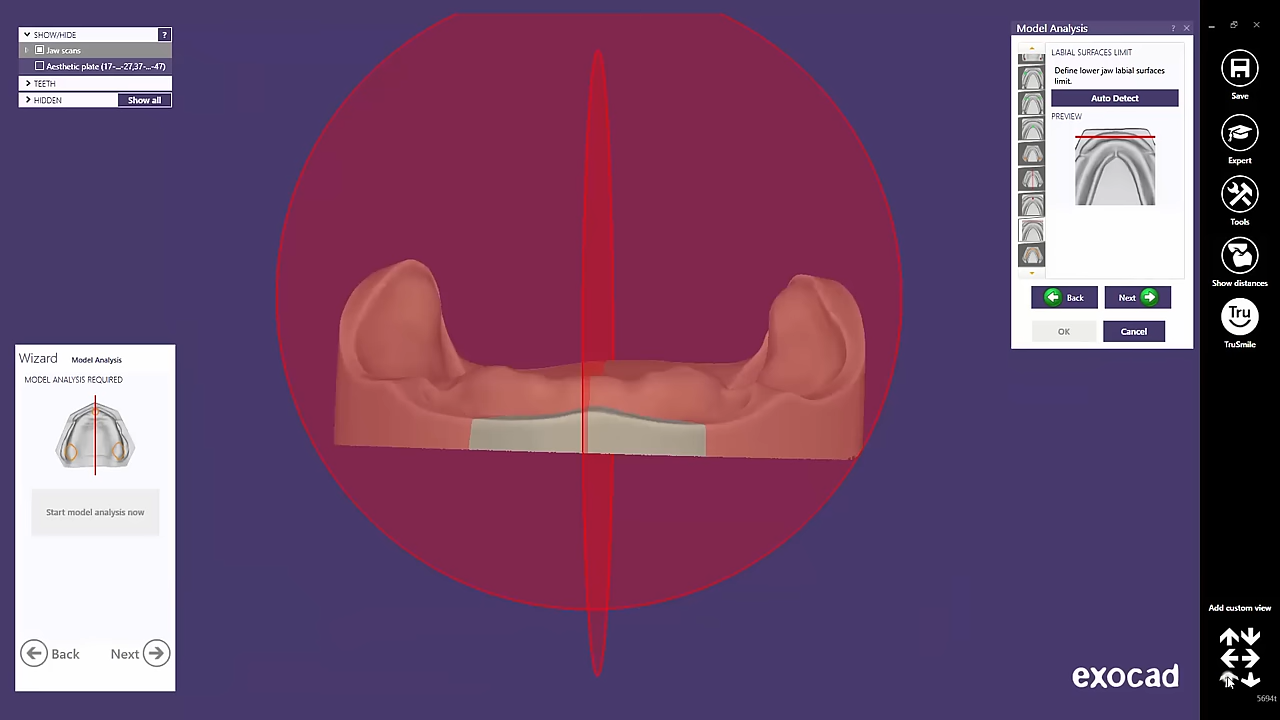 SHOW/HIDE
?
Jaw scans
Aesthetic plate (17-...-27,37-...-47)
TEETH
HIDDEN
Show all
Wizard
Model Analysis
MODEL ANALYSIS REQUIRED
Start model analysis now
Back
Next
Model Analysis
?
LABIAL SURFACES LIMIT
Define lower jaw labial surfaces
limit.
Auto Detect
PREVIEW
Back
Next
OK
Cancel
Save
Expert
Tools
Show distances
Tru
TruSmile
Add custom view
exocad
5694t